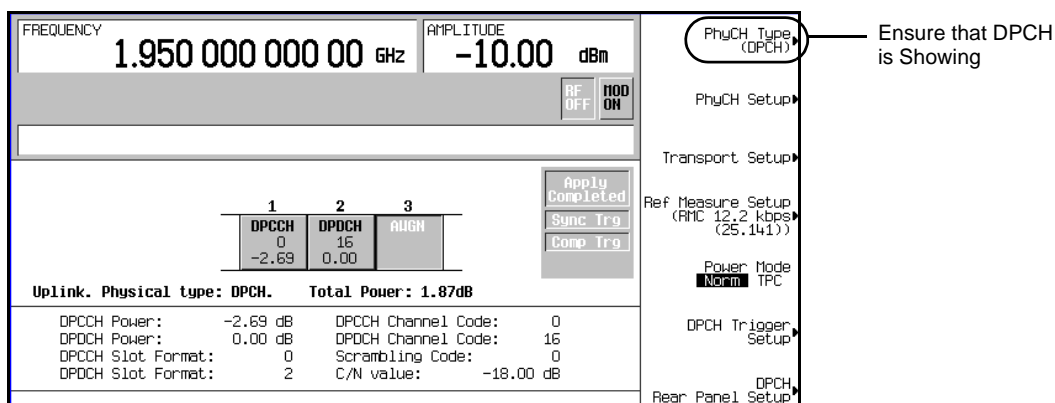 FREQUENCY
1.950 000 000 00 GHz
AMPLITUDE
-10.00 dBm
RF OFF
MOD ON
Apply Completed
Sync Trg
Comp Trg
1 2 3
DPCCH DPDCH AWGN
0 16
-2.69 0.00
Uplink. Physical type: DPCH. Total Power: 1.87dB
DPCCH Power: -2.69 dB DPCCH Channel Code: 0
DPDCH Power: 0.00 dB DPDCH Channel Code: 16
DPCCH Slot Format: 0 Scrambling Code: 0
DPDCH Slot Format: 2 C/N value: -18.00 dB
PhyCH Type
(DPCH)
PhyCH Setup
Transport Setup
Ref Measure Setup
(RMC 12.2 kbps
(25.141))
Power Mode
Norm TPC
DPCH Trigger
Setup
DPCH
Rear Panel Setup
Ensure that DPCH
is Showing